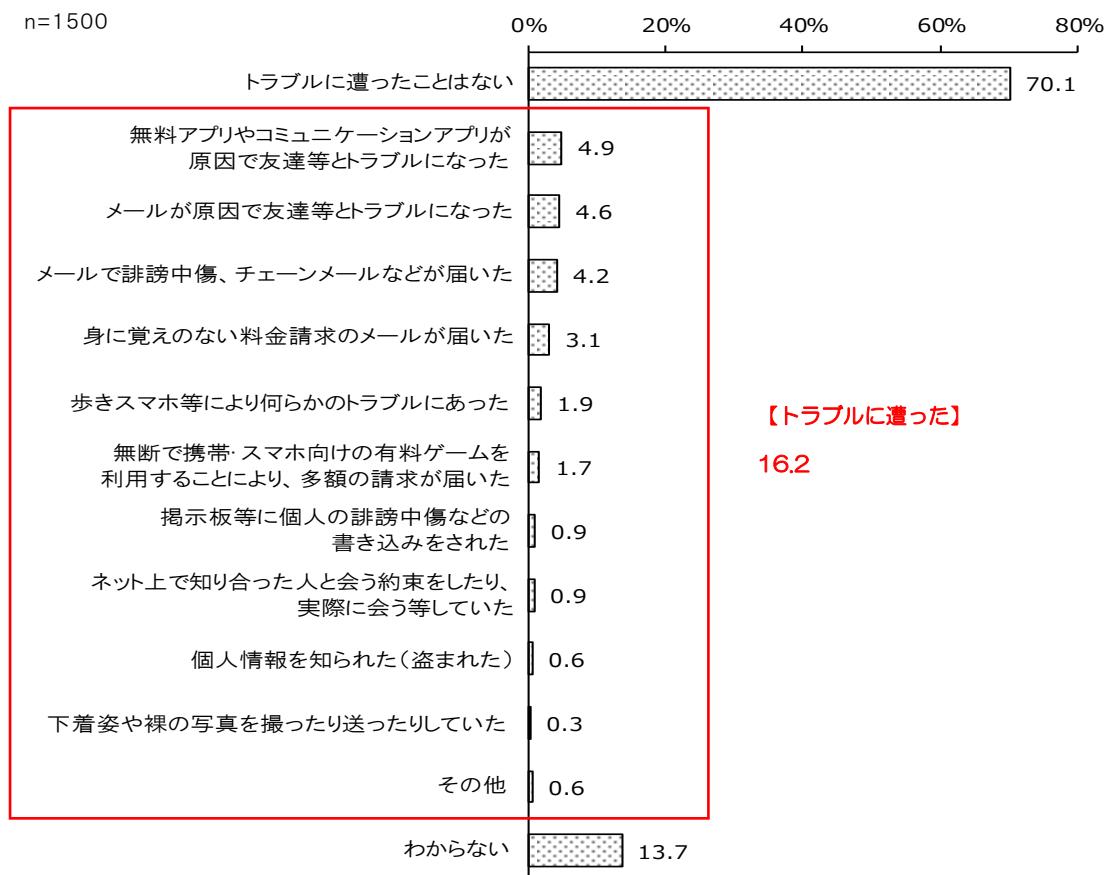 n=1500
0% 20% 40% 60% 80%
トラブルに遭ったことはない 70.1
無料アプリやコミュニケーションアプリが
原因で友達等とトラブルになった 4.9
メールが原因で友達等とトラブルになった 4.6
メールで誹謗中傷、チェーンメールなどが届いた 4.2
身に覚えのない料金請求のメールが届いた 3.1
歩きスマホ等により何らかのトラブルにあった 1.9
【トラブルに遭った】
16.2
無断で携帯・スマホ向けの有料ゲームを
利用することにより、多額の請求が届いた 1.7
掲示板等に個人の誹謗中傷などの
書き込みをされた 0.9
ネット上で知り合った人と会う約束をしたり、
実際に会う等していた 0.9
個人情報を知られた(盗まれた) 0.6
下着姿や裸の写真を撮ったり送ったりしていた 0.3
その他 0.6
わからない 13.7